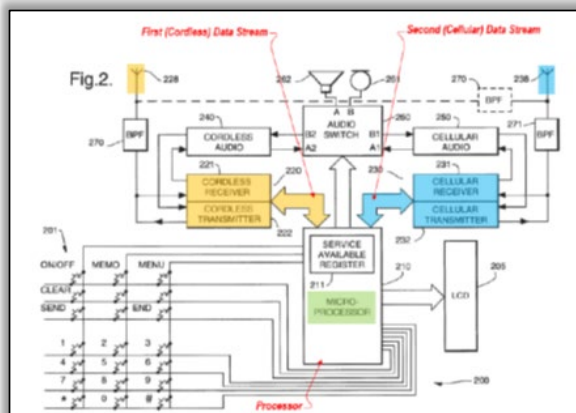 First (Cordless) Data Stream
Second (Cellular) Data Stream
Fig.2.
228
262
261
270
238
BPF
A B
240
AUDIO SWITCH
260
250
BPF
270
CORDLESS AUDIO
B2
A2
B1
A1
CELLULAR AUDIO
271
BPF
221
CORDLESS RECEIVER
220
230
231
CELLULAR RECEIVER
CORDLESS TRANSMITTER
CELLULAR TRANSMITTER
222
232
201
ON/OFF MEMO MENU
SERVICE AVAILABLE REGISTER
210
205
CLEAR
211
SEND END
MICRO-PROCESSOR
LCD
1 2 3
4 5 6
7 8 9
* 0 #
200
Processor